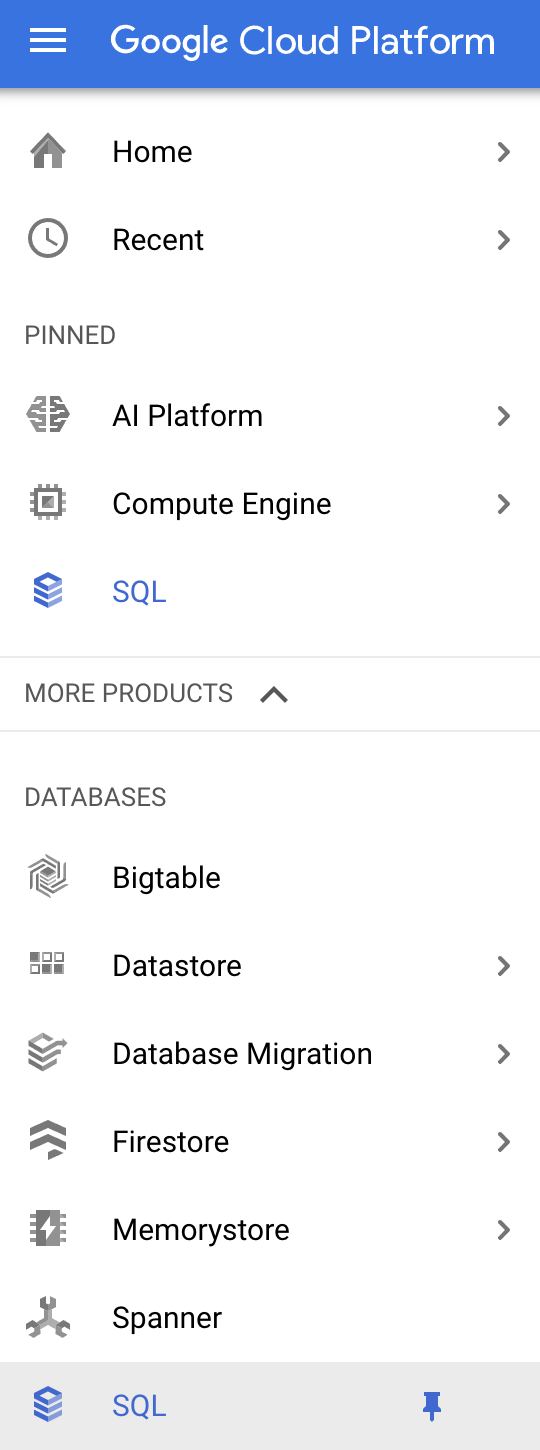 Google Cloud Platform
Home
Recent
PINNED
AI Platform
Compute Engine
SQL
MORE PRODUCTS
DATABASES
Bigtable
Datastore
Database Migration
Firestore
Memorystore
Spanner
SQL